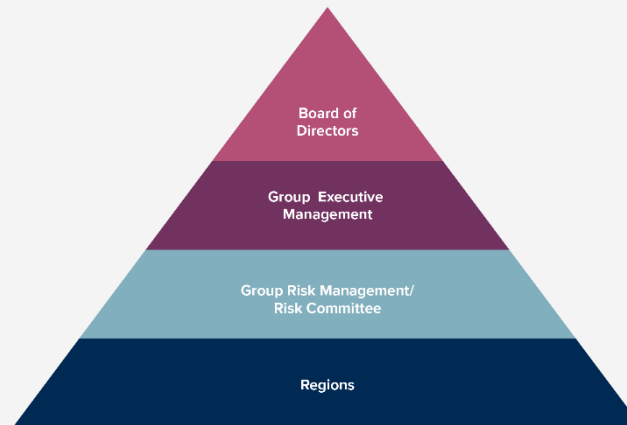 Board of
Directors
Group Executive
Management
Group Risk Management/
Risk Committee
Regions